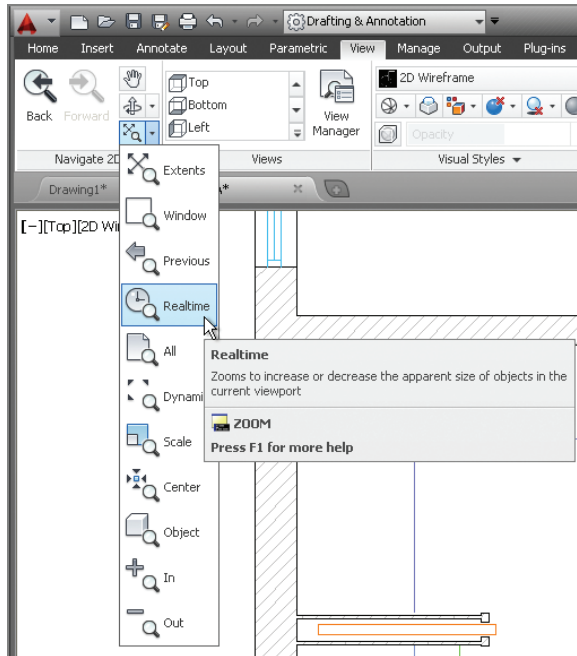 Drafting & Annotation
Home Insert Annotate Layout Parametric View Manage Output Plug-ins
Top
2D Wireframe
Bottom
Back Forward
View Manager
Left
Opacity
Navigate 2D Views Visual Styles
Drawing1*
[-][Top][2D Wi
Extents
Window
Previous
Realtime
All
Realtime
Zooms to increase or decrease the apparent size of objects in the
current viewport
Dynami
ZOOM
Scale
Press F1 for more help
Center
Object
In
Out